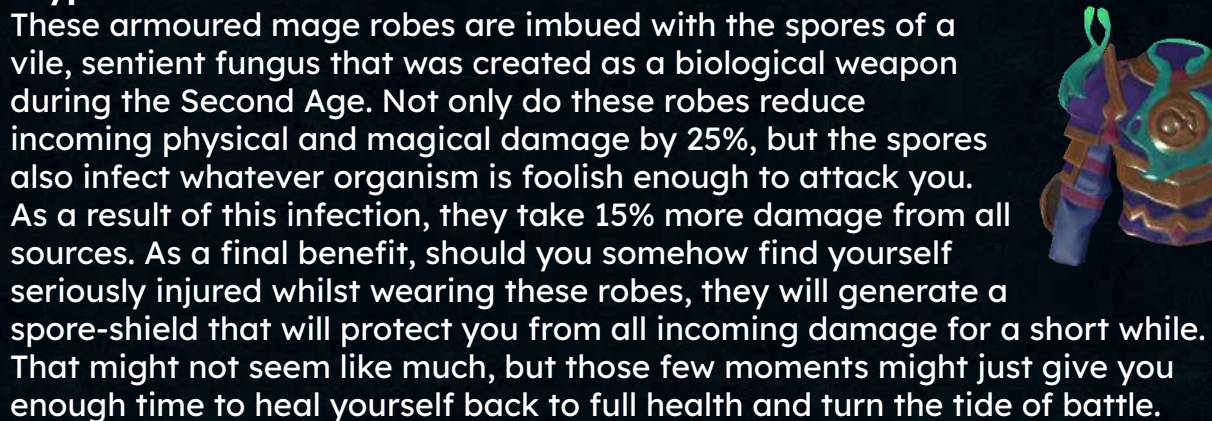 These armoured mage robes are imbued with the spores of a
vile, sentient fungus that was created as a biological weapon
during the Second Age. Not only do these robes reduce
incoming physical and magical damage by 25%, but the spores
also infect whatever organism is foolish enough to attack you.
As a result of this infection, they take 15% more damage from all
sources. As a final benefit, should you somehow find yourself
seriously injured whilst wearing these robes, they will generate a
spore-shield that will protect you from all incoming damage for a short while.
That might not seem like much, but those few moments might just give you
enough time to heal yourself back to full health and turn the tide of battle.